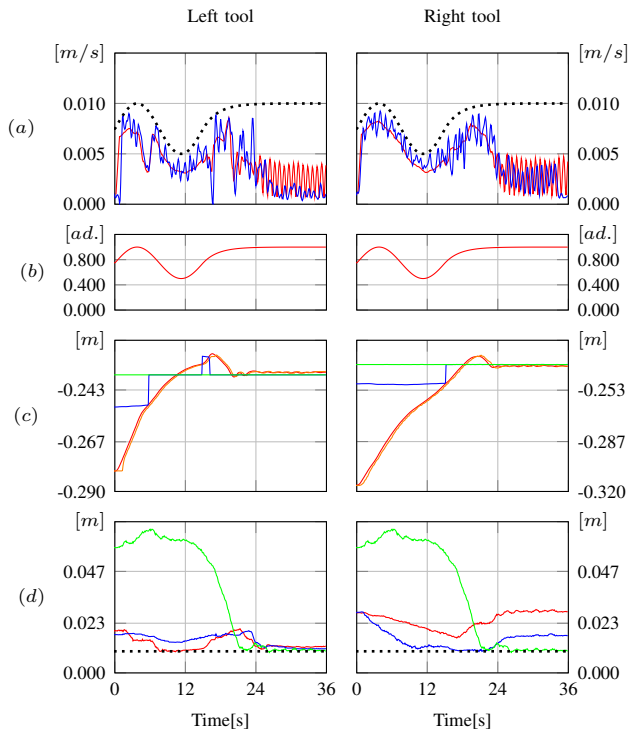 Left tool Right tool
[m/s] [m/s]
0.010 0.010
(a)
0.005 0.005
0.000 0.000
[ad.] [ad.]
0.800 0.800
(b)
0.400 0.400
0.000 0.000
[m] [m]
-0.243 -0.253
(c)
-0.267 -0.287
-0.290 -0.320
[m] [m]
0.047 0.047
(d)
0.023 0.023
0.000 0.000
0 12 24 36 0 12 24 36
Time[s] Time[s]